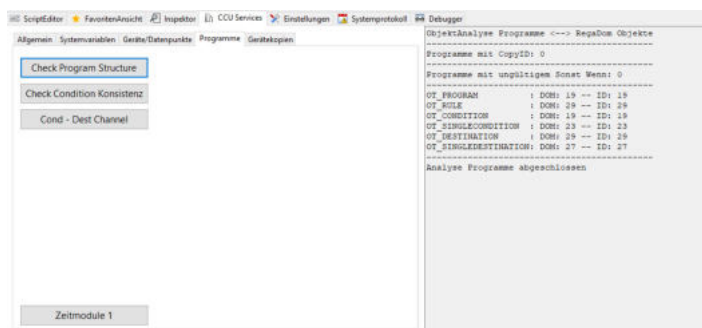 ScriptEditor FavoritenAnsicht Inspektor CCU Services Einstellungen Systemprotokoll Debugger
Allgemein Systemvariablen Geräte/Datenpunkte Programme Gerätekopien
Check Program Structure
Check Condition Konsistenz
Cond - Dest Channel
Zeitmodule 1
ObjektAnalyse Programme <--> RegaDom Objekte
Programme mit CopyID: 0
Programme mit ungültigem Sonst Wenn: 0
OT_PROGRAM : DOM: 19 -- ID: 19
OT_RULE : DOM: 29 -- ID: 29
OT_CONDITION : DOM: 19 -- ID: 19
OT_SINGLECONDITION : DOM: 23 -- ID: 23
OT_DESTINATION : DOM: 29 -- ID: 29
OT_SINGLEDESTINATION: DOM: 27 -- ID: 27
Analyse Programme abgeschlossen